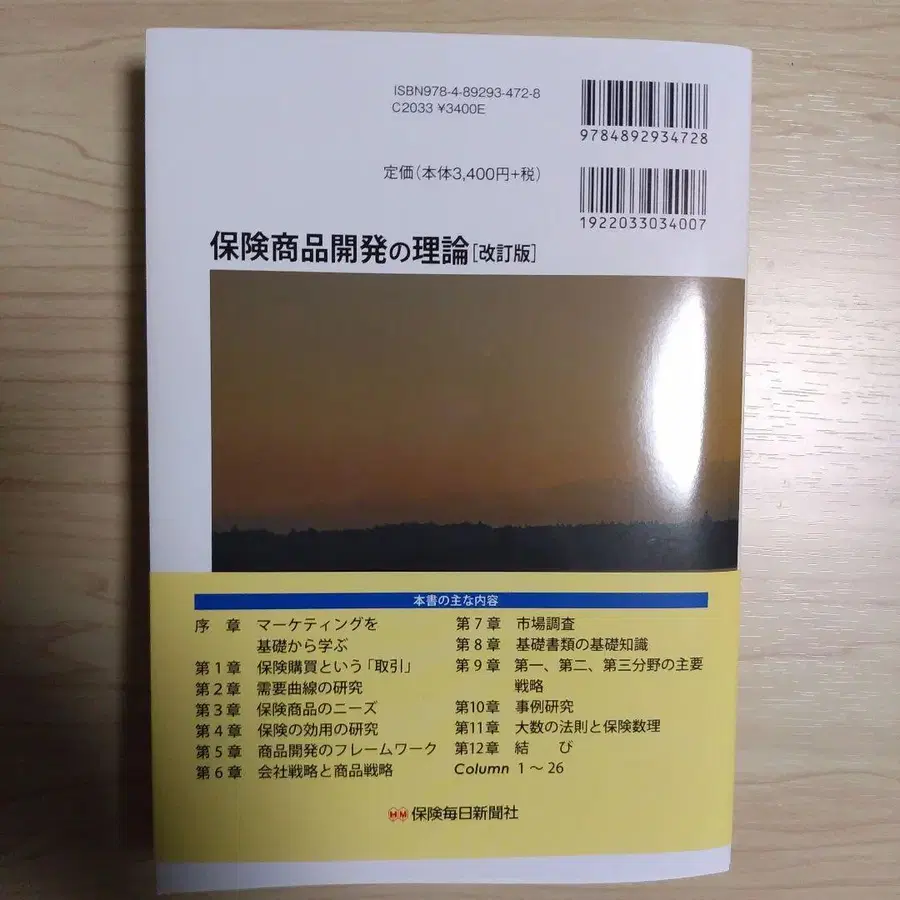 ISBN978-4-89293-472-8
C2033 ¥3400E
9784892934728
定価(本体3,400円+税)
1922033034007
保険商品開発の理論[改訂版]
本書の主な内容
序 章 マーケティングを
基礎から学ぶ
第1章 保険購買という「取引」
第2章 需要曲線の研究
第3章 保険商品のニーズ
第4章 保険の効用の研究
第5章 商品開発のフレームワーク
第6章 会社戦略と商品戦略
第7章 市場調査
第8章 基礎書類の基礎知識
第9章 第一、第二、第三分野の主要
戦略
第10章 事例研究
第11章 大数の法則と保険数理
第12章 結 び
Column 1~26
HM 保険毎日新聞社